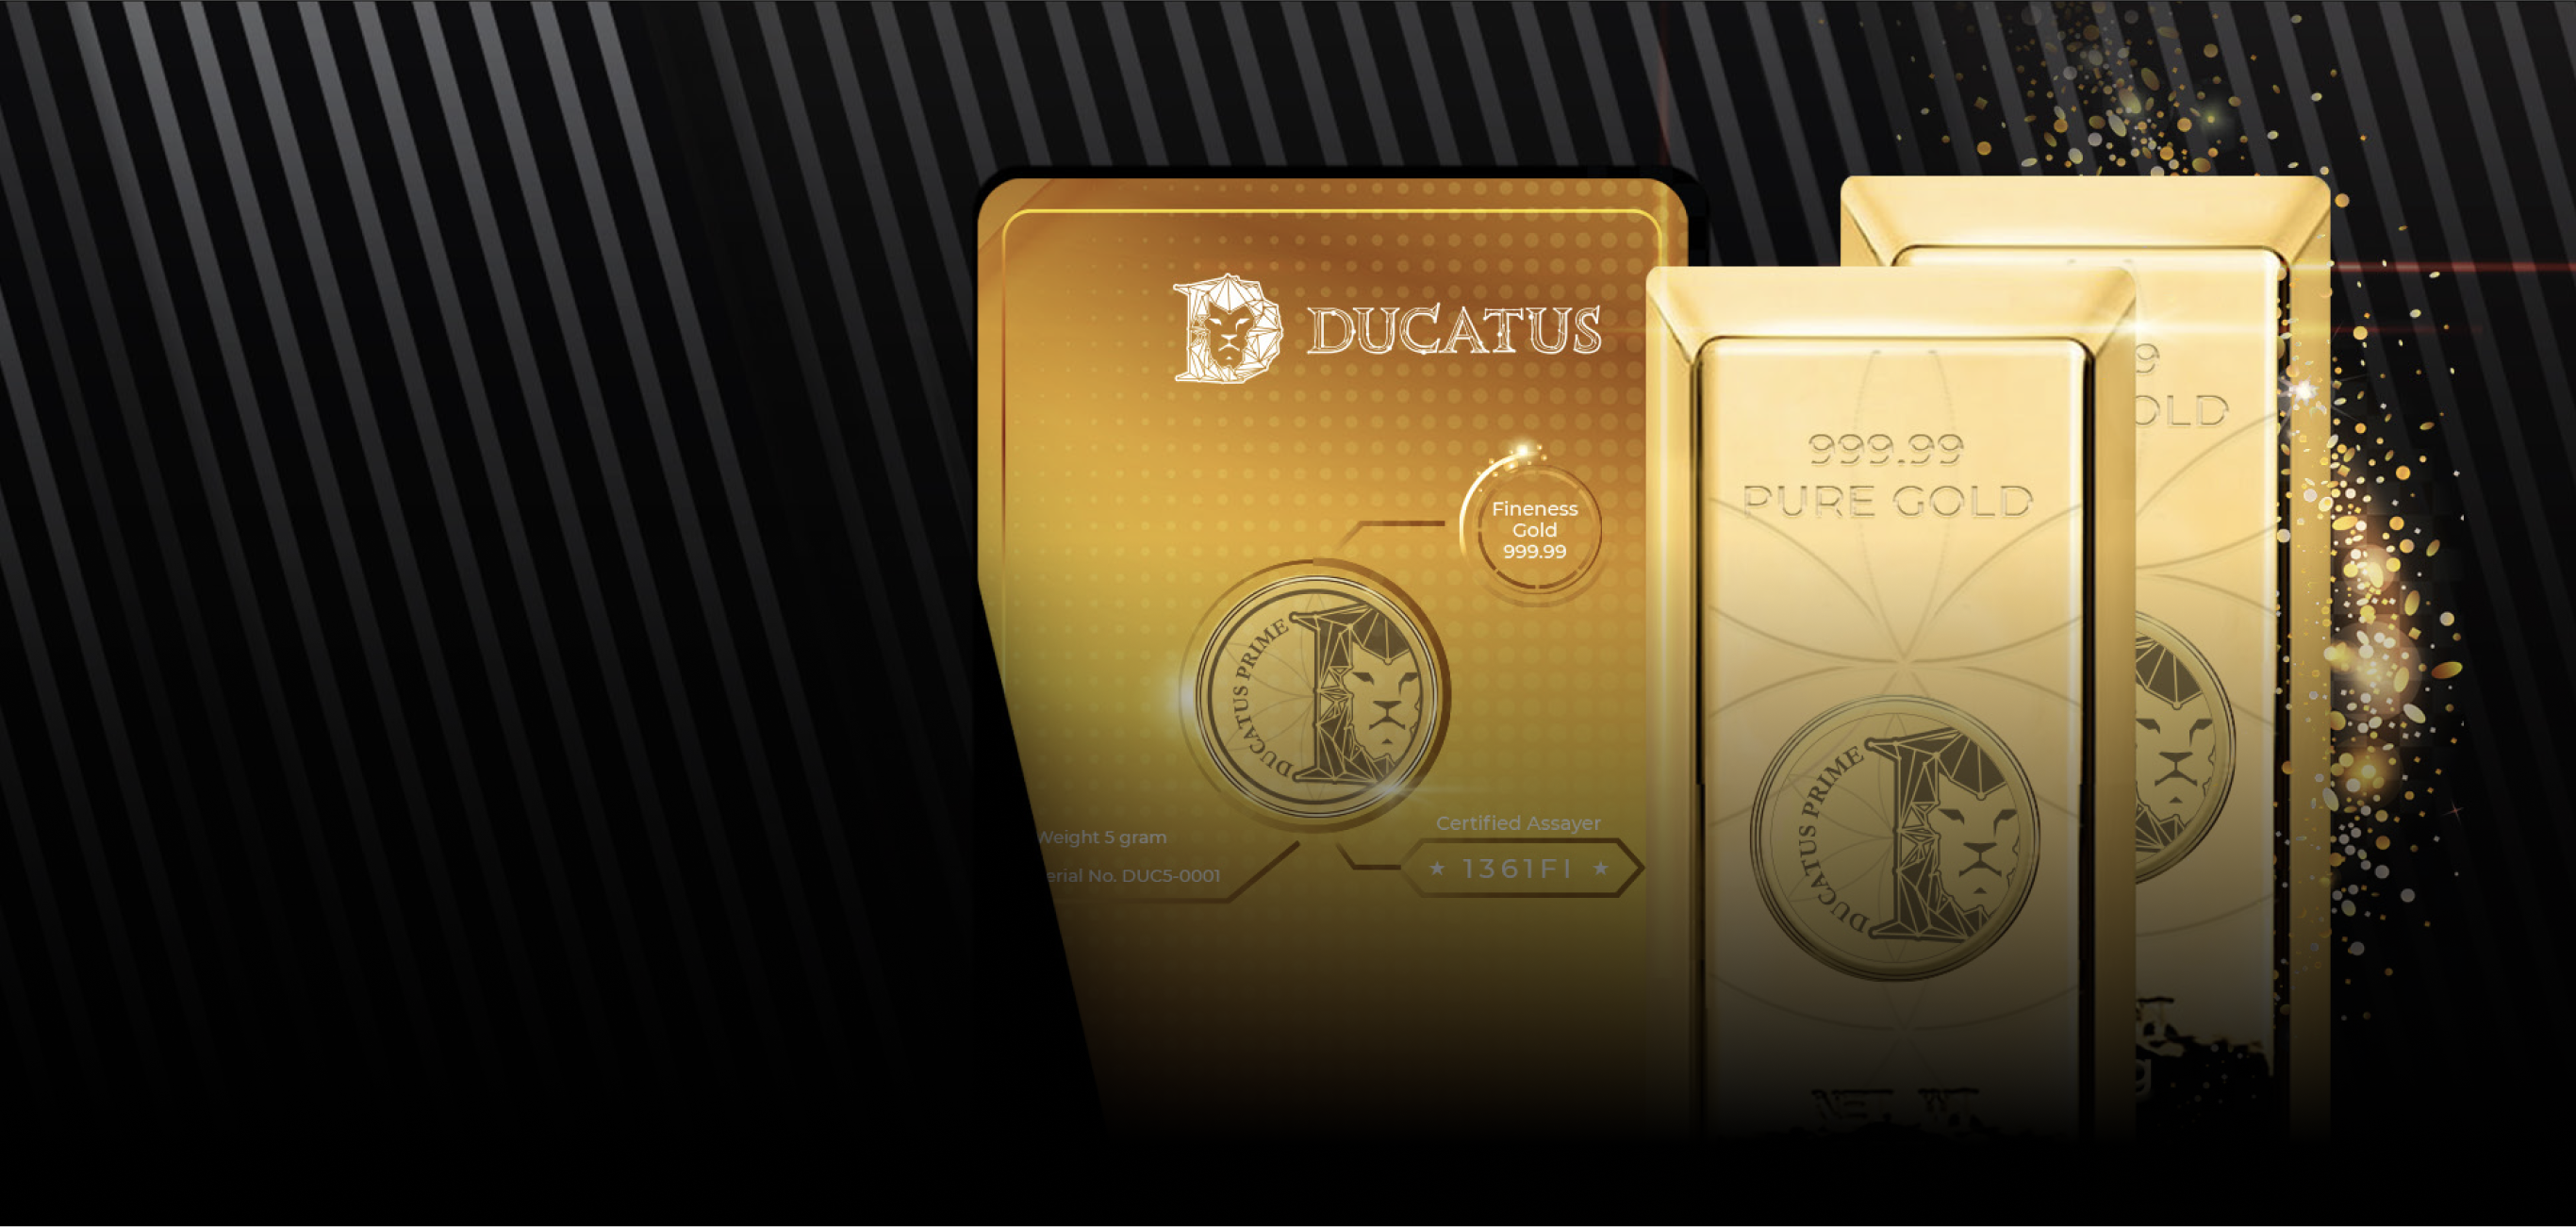 DUCATUS
Fineness
Gold
999.99
DUCATUS PRIME
Weight 5 gram
erial No. DUC5-0001
Certified Assayer
★ 1361FI ★
999.99
PURE GOLD
DUCATUS PRIME
9
OLD